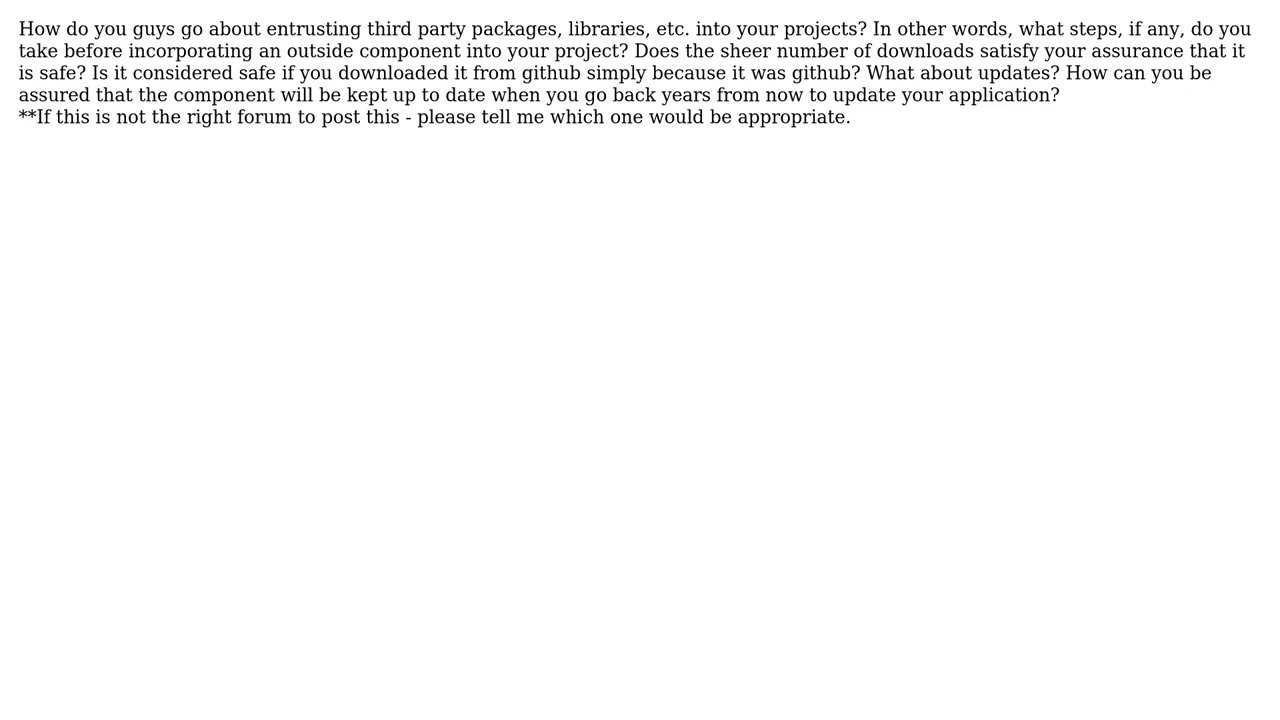 How do you guys go about entrusting third party packages, libraries, etc. into your projects? In other words, what steps, if any, do you
take before incorporating an outside component into your project? Does the sheer number of downloads satisfy your assurance that it
is safe? Is it considered safe if you downloaded it from github simply because it was github? What about updates? How can you be
assured that the component will be kept up to date when you go back years from now to update your application?
**If this is not the right forum to post this - please tell me which one would be appropriate.